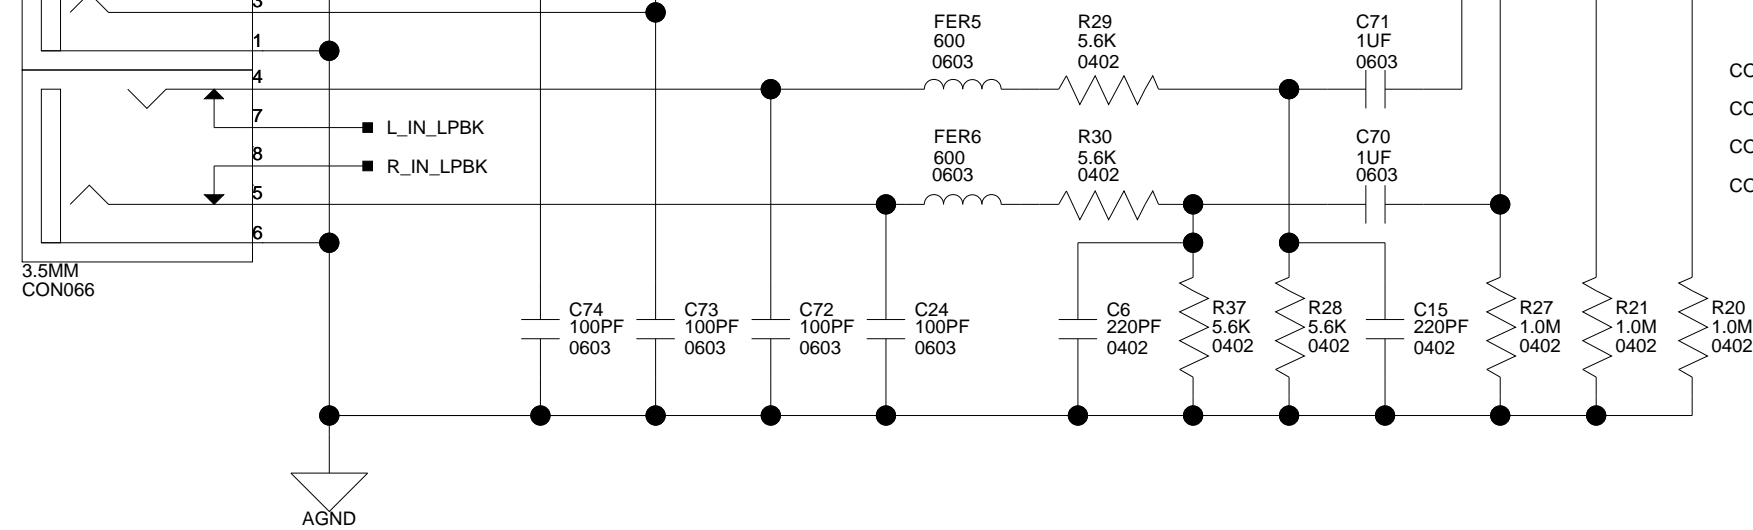 3
1
4
7
L_IN_LPBK
8
R_IN_LPBK
5
6
3.5MM
CON066
FER5
600
0603
R29
5.6K
0402
C71
1UF
0603
FER6
600
0603
R30
5.6K
0402
C70
1UF
0603
C74
100PF
0603
C73
100PF
0603
C72
100PF
0603
C24
100PF
0603
C6
220PF
0402
R37
5.6K
0402
R28
5.6K
0402
C15
220PF
0402
R27
1.0M
0402
R21
1.0M
0402
R20
1.0M
0402
AGND